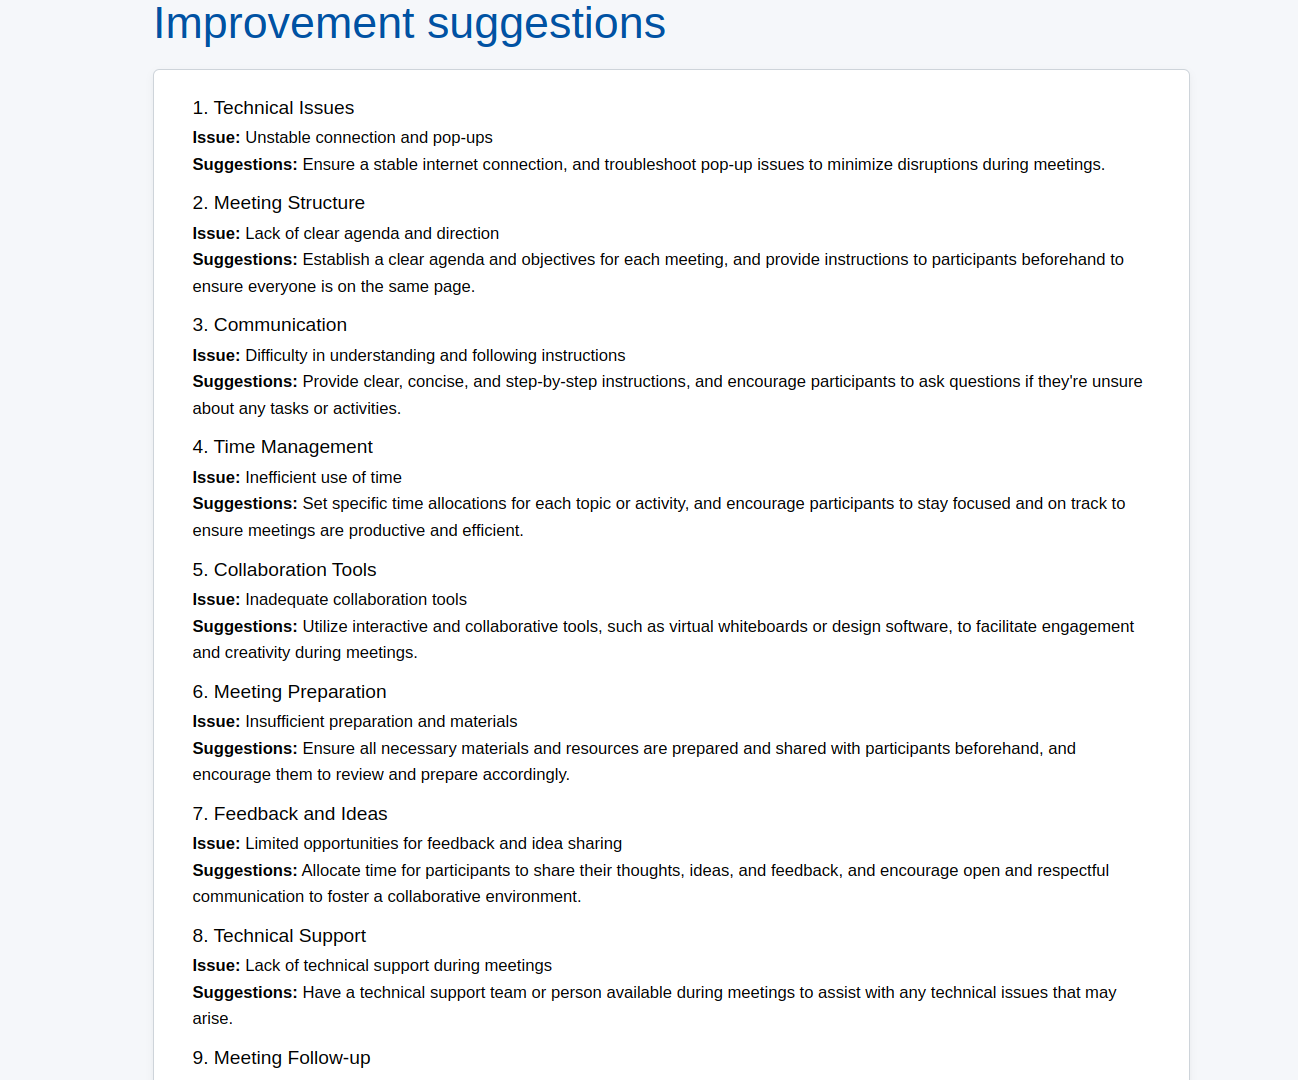 Improvement suggestions
1. Technical Issues
Issue: Unstable connection and pop-ups
Suggestions: Ensure a stable internet connection, and troubleshoot pop-up issues to minimize disruptions during meetings.
2. Meeting Structure
Issue: Lack of clear agenda and direction
Suggestions: Establish a clear agenda and objectives for each meeting, and provide instructions to participants beforehand to
ensure everyone is on the same page.
3. Communication
Issue: Difficulty in understanding and following instructions
Suggestions: Provide clear, concise, and step-by-step instructions, and encourage participants to ask questions if they're unsure
about any tasks or activities.
4. Time Management
Issue: Inefficient use of time
Suggestions: Set specific time allocations for each topic or activity, and encourage participants to stay focused and on track to
ensure meetings are productive and efficient.
5. Collaboration Tools
Issue: Inadequate collaboration tools
Suggestions: Utilize interactive and collaborative tools, such as virtual whiteboards or design software, to facilitate engagement
and creativity during meetings.
6. Meeting Preparation
Issue: Insufficient preparation and materials
Suggestions: Ensure all necessary materials and resources are prepared and shared with participants beforehand, and
encourage them to review and prepare accordingly.
7. Feedback and Ideas
Issue: Limited opportunities for feedback and idea sharing
Suggestions: Allocate time for participants to share their thoughts, ideas, and feedback, and encourage open and respectful
communication to foster a collaborative environment.
8. Technical Support
Issue: Lack of technical support during meetings
Suggestions: Have a technical support team or person available during meetings to assist with any technical issues that may
arise.
9. Meeting Follow-up